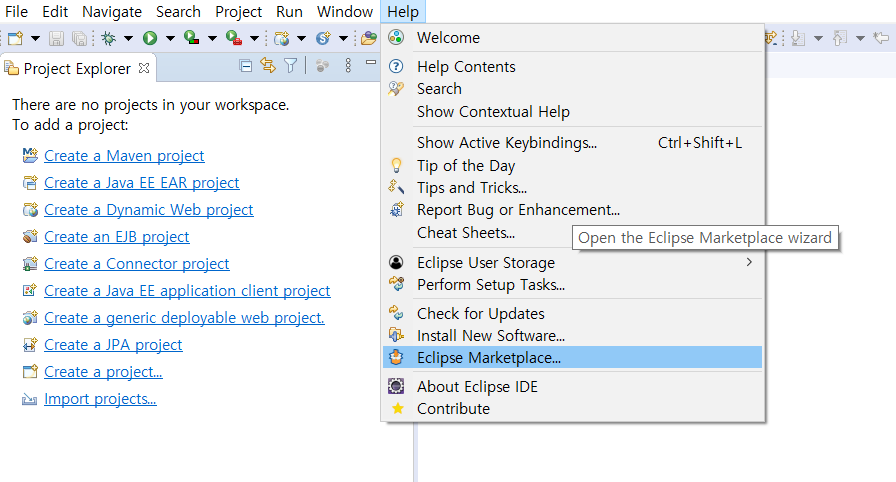 File Edit Navigate Search Project Run Window Help
Project Explorer
There are no projects in your workspace.
To add a project:
Create a Maven project
Create a Java EE EAR project
Create a Dynamic Web project
Create an EJB project
Create a Connector project
Create a Java EE application client project
Create a generic deployable web project.
Create a JPA project
Create a project...
Import projects...
Welcome
Help Contents
Search
Show Contextual Help
Show Active Keybindings... Ctrl+Shift+L
Tip of the Day
Tips and Tricks...
Report Bug or Enhancement...
Cheat Sheets...
Open the Eclipse Marketplace wizard
Eclipse User Storage
Perform Setup Tasks...
Check for Updates
Install New Software...
Eclipse Marketplace...
About Eclipse IDE
Contribute